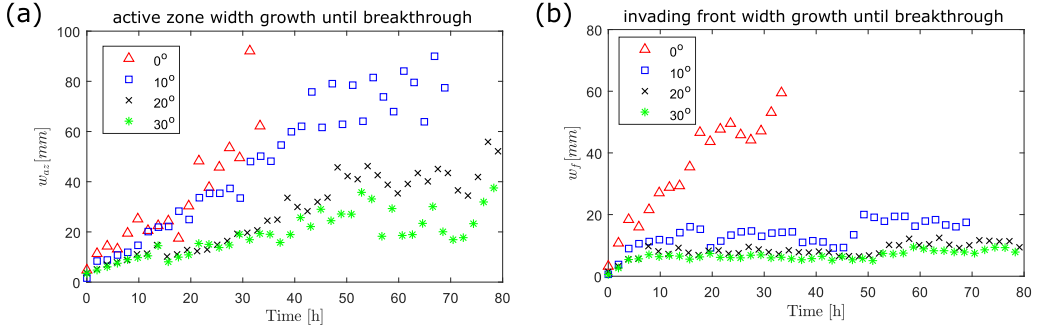 (a)
active zone width growth until breakthrough
100
80
60
40
20
0
w_az [mm]
0°
10°
20°
30°
0 10 20 30 40 50 60 70 80
Time [h]
(b)
invading front width growth until breakthrough
80
60
40
20
0
w_f [mm]
0°
10°
20°
30°
0 10 20 30 40 50 60 70 80
Time [h]